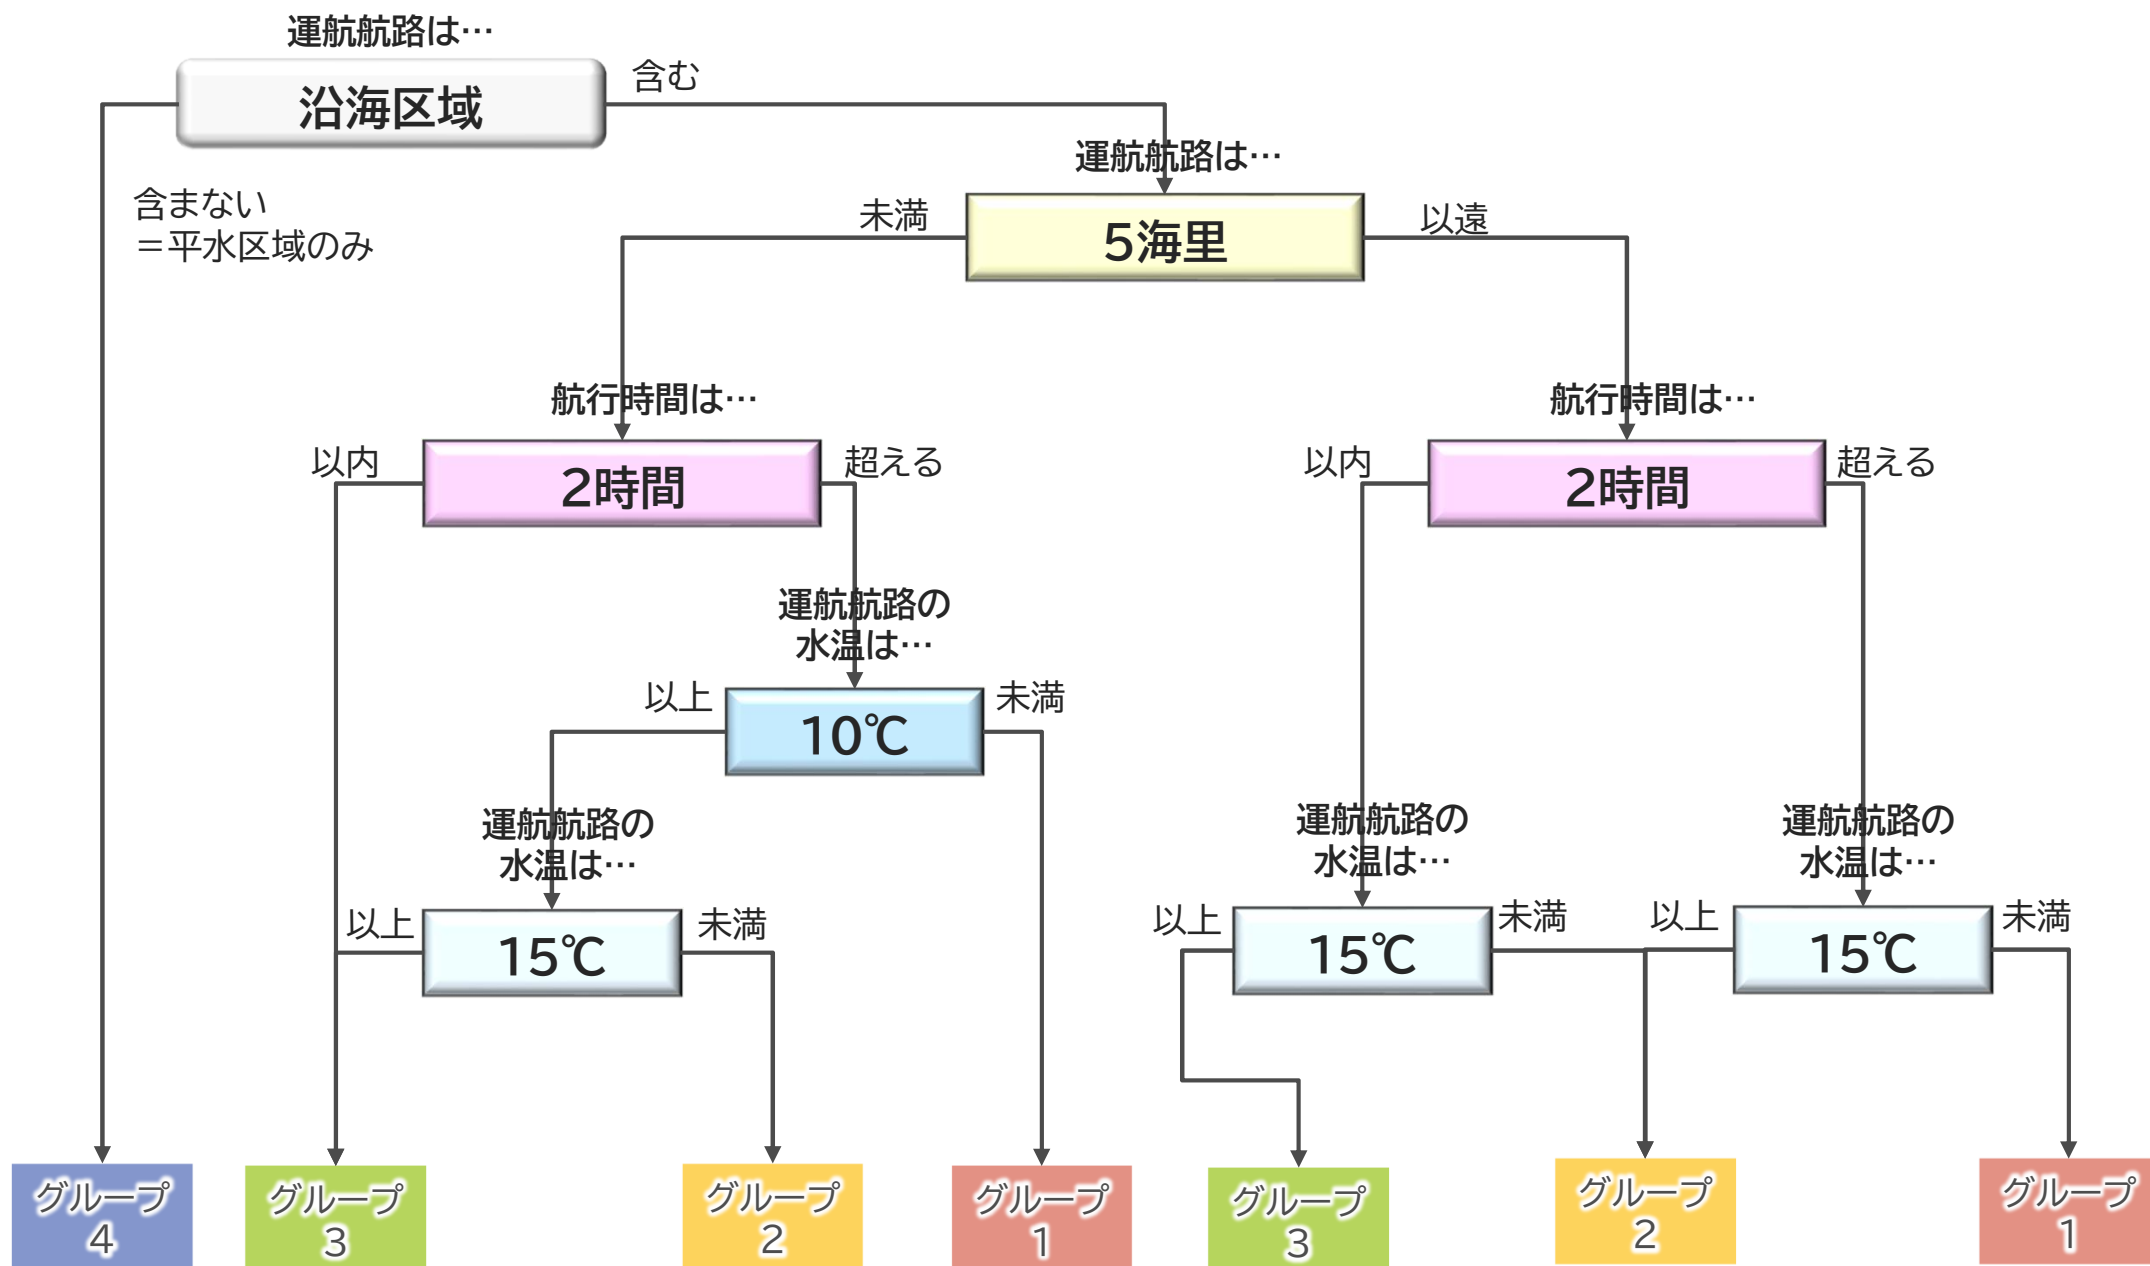 運航航路は…
沿海区域
含む
含まない
＝平水区域のみ
運航航路は…
未満
5海里
以遠
航行時間は…
以内
2時間
超える
航行時間は…
以内
2時間
超える
運航航路の
水温は…
以上
10℃
未満
運航航路の
水温は…
以上
15℃
未満
運航航路の
水温は…
以上
15℃
未満
運航航路の
水温は…
以上
15℃
未満
グループ
4
グループ
3
グループ
2
グループ
1
グループ
3
グループ
2
グループ
1